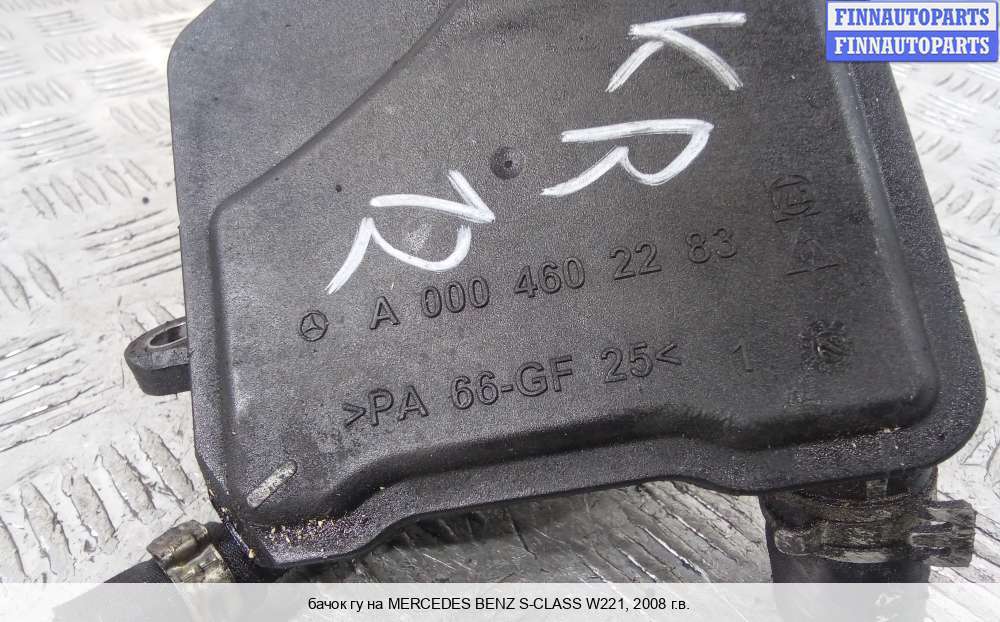 FINNAUTOPARTS
FINNAUTOPARTS
K
R
A 000 460 22 83
>PA 66-GF 25< 1
бачок гу на MERCEDES BENZ S-CLASS W221, 2008 г.в.